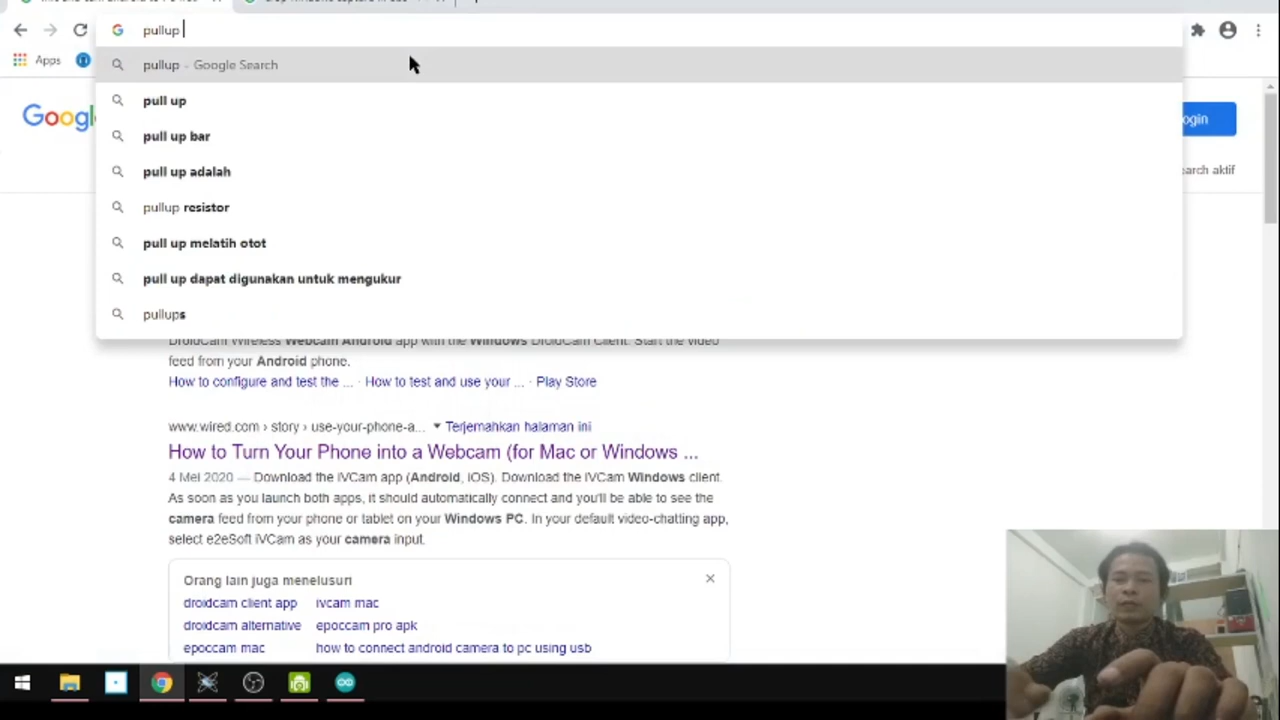 pullup
Apps
pullup - Google Search
pull up
pull up bar
pull up adalah
pullup resistor
pull up melatih otot
pull up dapat digunakan untuk mengukur
pullups
Googl
ogin
earch aktif
DroidCam Wireless Webcam Android app with the Windows DroidCam Client. Start the video
feed from your Android phone.
How to configure and test the ... · How to test and use your ... · Play Store
www.wired.com › story › use-your-phone-a... Terjemahkan halaman ini
How to Turn Your Phone into a Webcam (for Mac or Windows ...
4 Mei 2020 — Download the iVCam app (Android, iOS). Download the iVCam Windows client.
As soon as you launch both apps, it should automatically connect and you'll be able to see the
camera feed from your phone or tablet on your Windows PC. In your default video-chatting app,
select e2eSoft iVCam as your camera input.
Orang lain juga menelusuri
droidcam client app ivcam mac
droidcam alternative epoccam pro apk
epoccam mac how to connect android camera to pc using usb